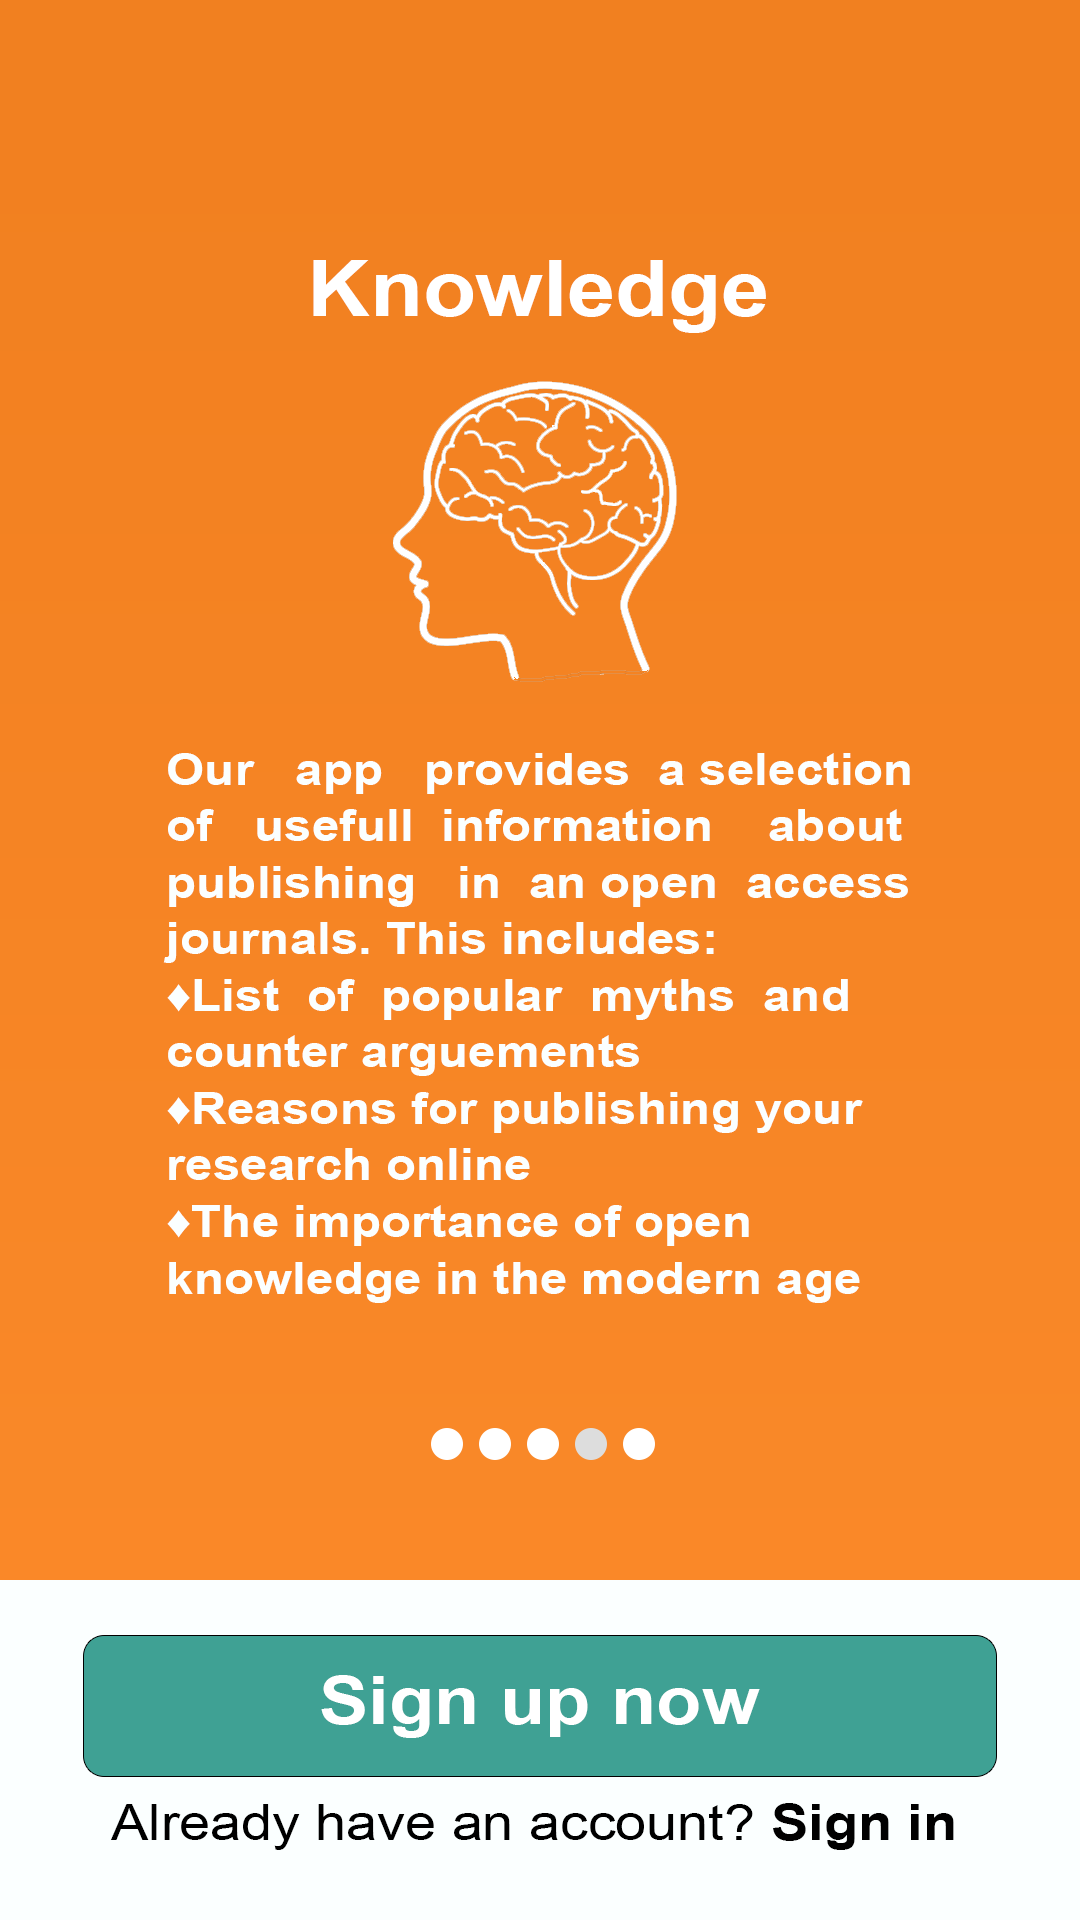 Knowledge
Our app provides a selection
of usefull information about
publishing in an open access
journals. This includes:
♦List of popular myths and
counter arguements
♦Reasons for publishing your
research online
♦The importance of open
knowledge in the modern age
Sign up now
Already have an account? Sign in